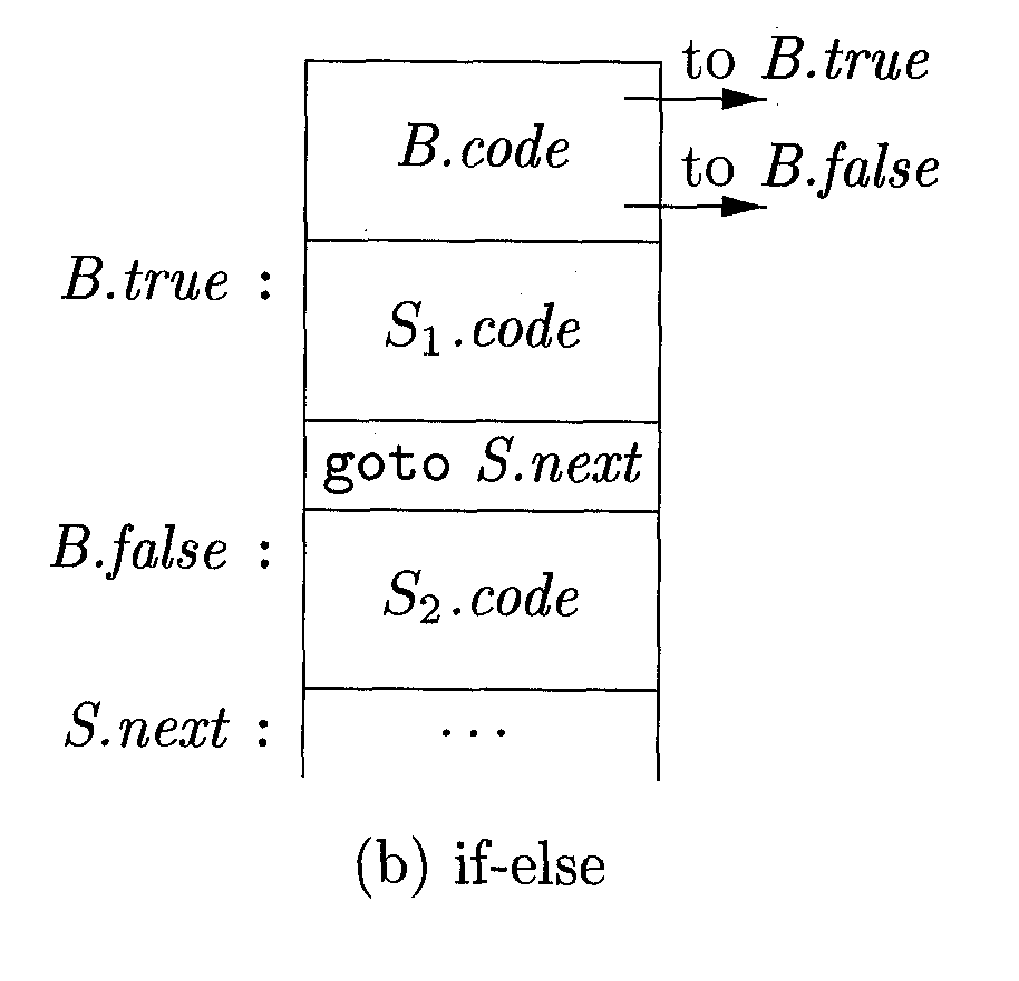 to B.true
B.code
to B.false
B.true :
S₁.code
goto S.next
B.false :
S₂.code
S.next :
...
(b) if-else